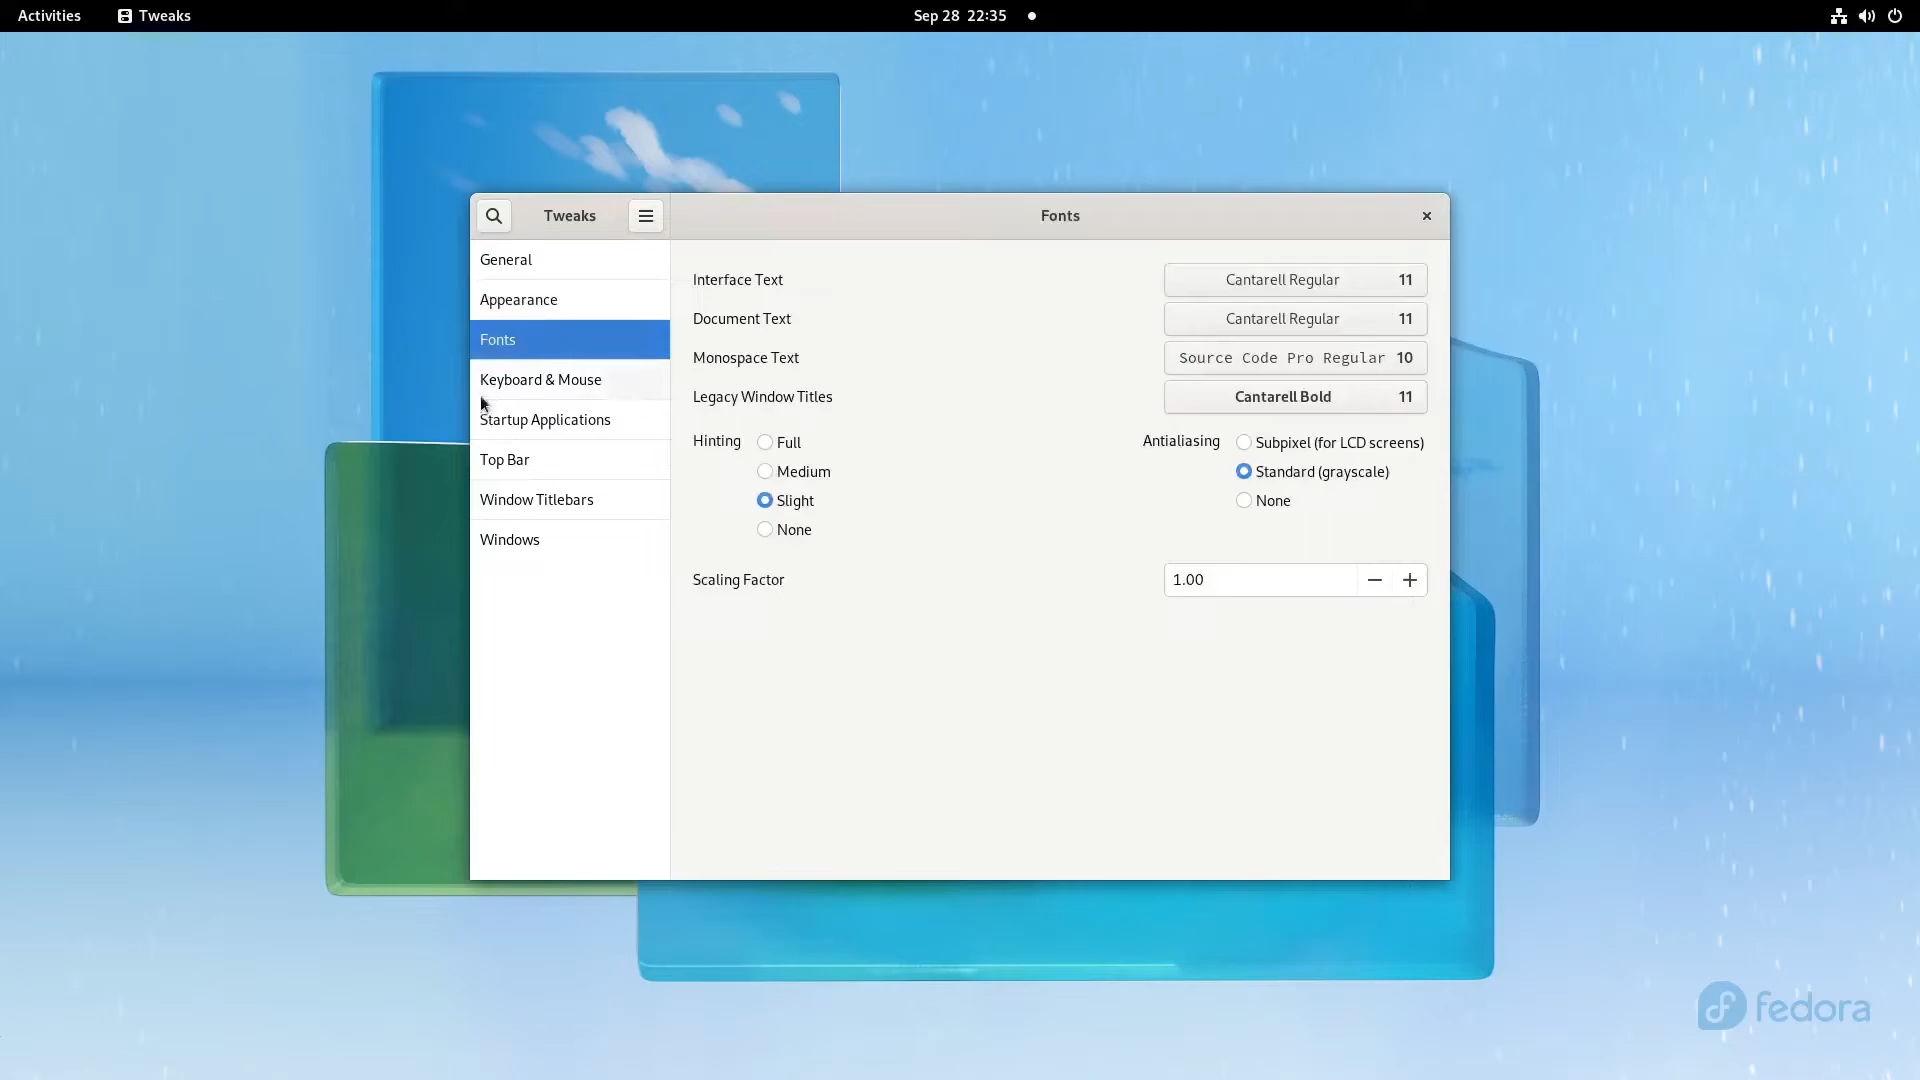 Activities
Tweaks
Sep 28 22:35
Tweaks
Fonts
General
Appearance
Fonts
Keyboard & Mouse
Startup Applications
Top Bar
Window Titlebars
Windows
Interface Text
Cantarell Regular 11
Document Text
Cantarell Regular 11
Monospace Text
Source Code Pro Regular 10
Legacy Window Titles
Cantarell Bold 11
Hinting
Full
Medium
Slight
None
Antialiasing
Subpixel (for LCD screens)
Standard (grayscale)
None
Scaling Factor
1.00
fedora